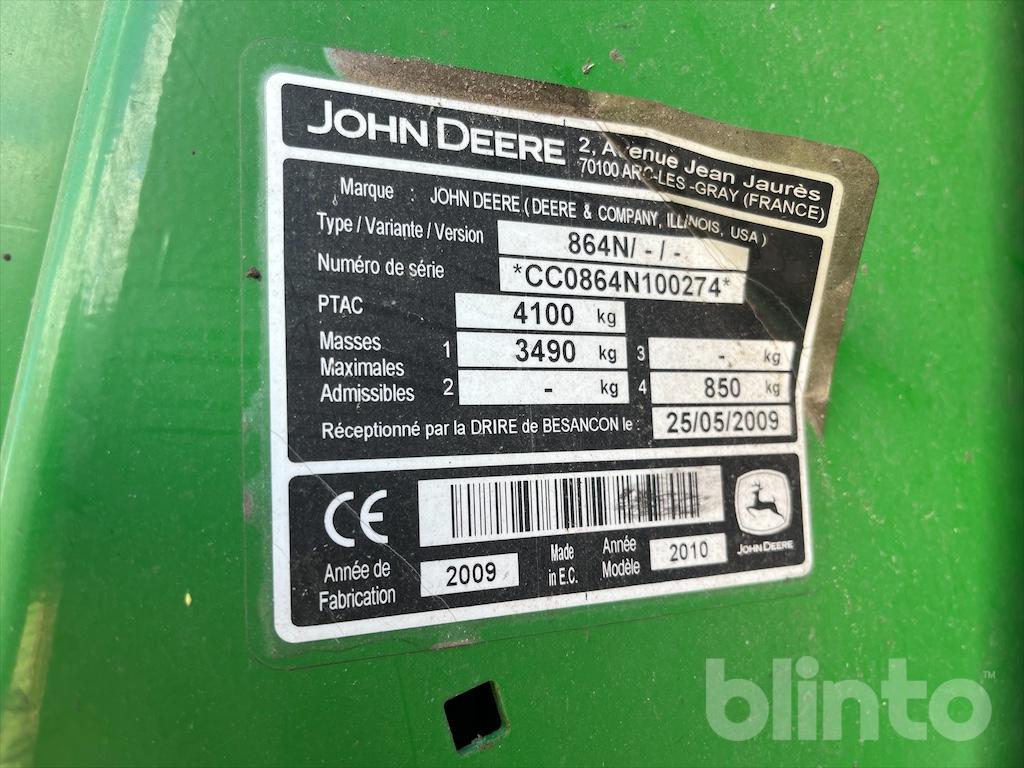 JOHN DEERE 2, Avenue Jean Jaurès
70100 ARC-LES -GRAY (FRANCE)
Marque : JOHN DEERE ( DEERE & COMPANY, ILLINOIS, USA )
Type / Variante / Version 864N/ - / -
Numéro de série *CC0864N100274*
PTAC 4100 kg
Masses 1 3490 kg 3 - kg
Maximales
Admissibles 2 - kg 4 850 kg
Réceptionné par la DRIRE de BESANCON le : 25/05/2009
CE
JOHN DEERE
Année de Fabrication 2009 Made in E.C. Année Modèle 2010
blinto™